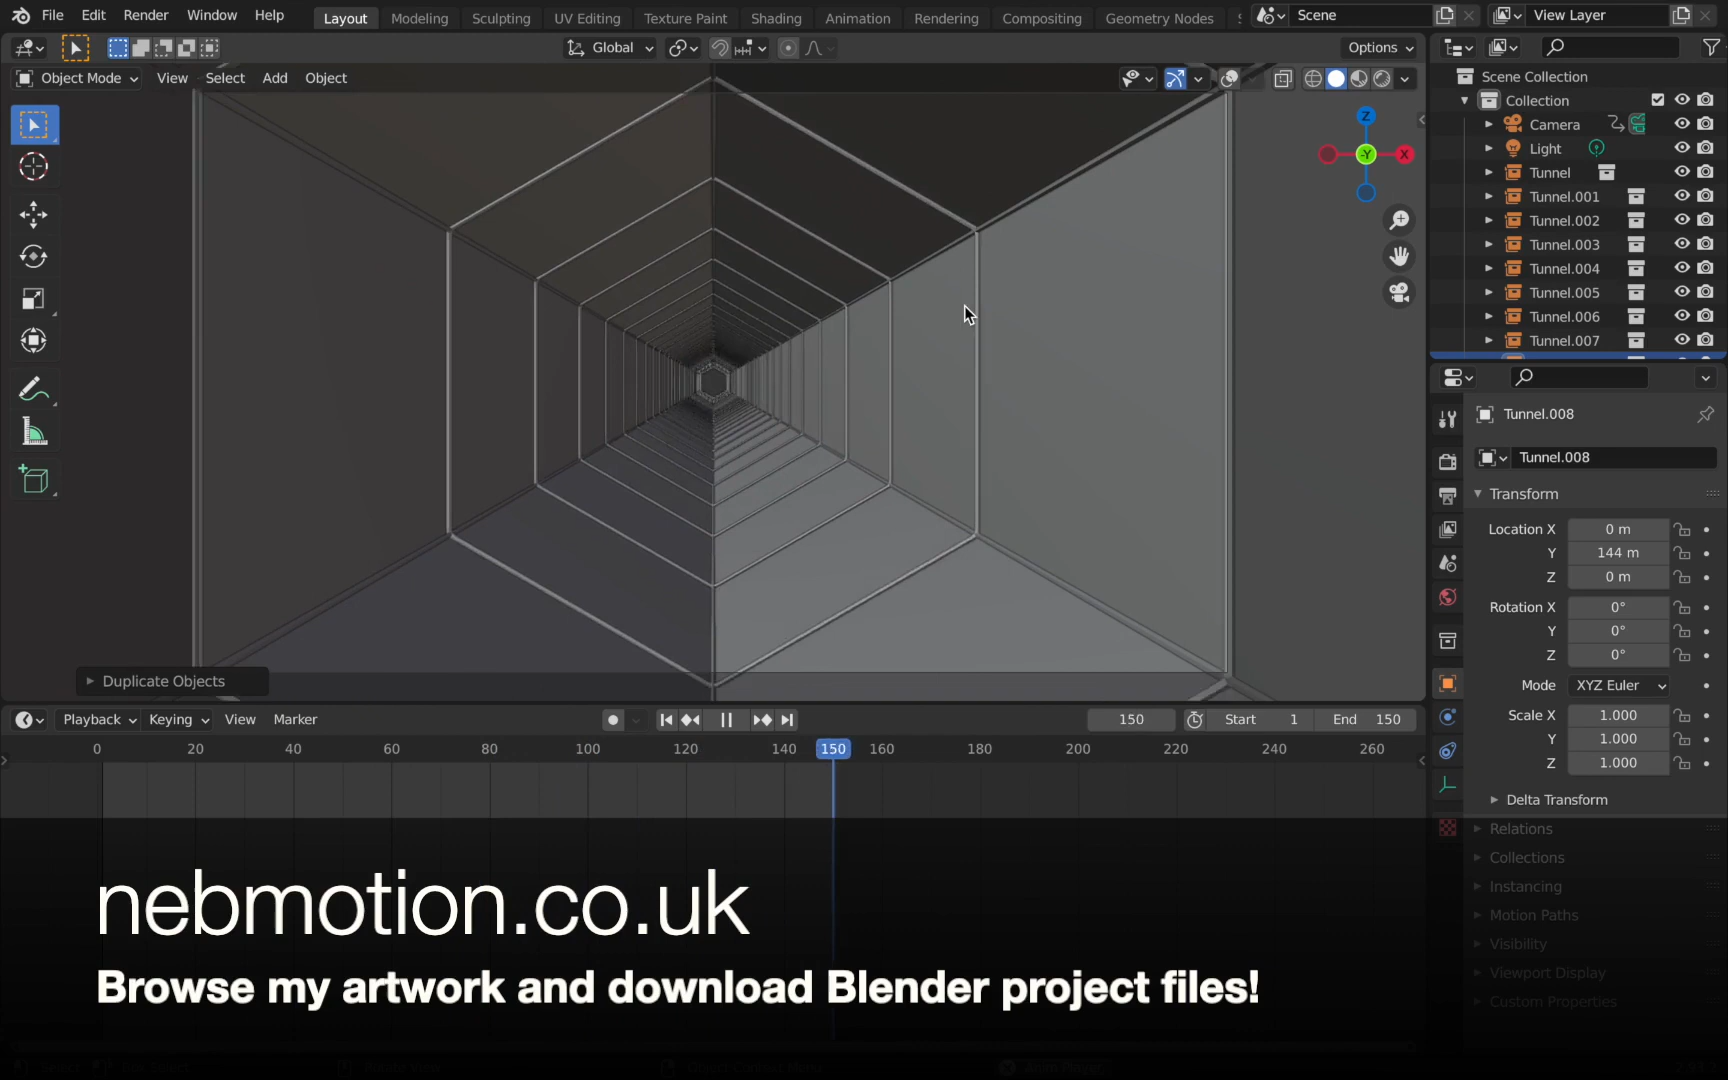 File Edit Render Window Help Layout Modeling Sculpting UV Editing Texture Paint Shading Animation Rendering Compositing Geometry Nodes Scene View Layer
Global Options
Object Mode View Select Add Object
Scene Collection
Collection
Camera
Light
Tunnel
Tunnel.001
Tunnel.002
Tunnel.003
Tunnel.004
Tunnel.005
Tunnel.006
Tunnel.007
Z
-Y X
Tunnel.008
Tunnel.008
Transform
Location X 0 m
Y 144 m
Z 0 m
Rotation X 0°
Y 0°
Z 0°
Mode XYZ Euler
Scale X 1.000
Y 1.000
Z 1.000
Delta Transform
Relations
Collections
Instancing
Motion Paths
Visibility
Viewport Display
Custom Properties
Duplicate Objects
Playback Keying View Marker 150 Start 1 End 150
0 20 40 60 80 100 120 140 150 160 180 200 220 240 260
nebmotion.co.uk
Browse my artwork and download Blender project files!